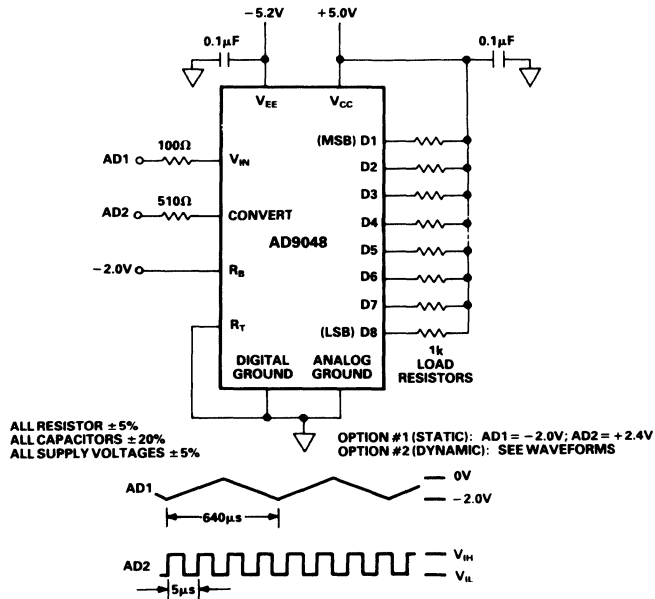 −5.2V +5.0V
0.1µF 0.1µF
VEE VCC
AD1 100Ω VIN (MSB) D1
D2
510Ω D3
AD2 CONVERT D4
AD9048 D5
−2.0V RB D6
D7
RT (LSB) D8
1k
LOAD
RESISTORS
DIGITAL GROUND ANALOG GROUND
ALL RESISTOR ±5%
ALL CAPACITORS ±20%
ALL SUPPLY VOLTAGES ±5%
OPTION #1 (STATIC): AD1 = −2.0V; AD2 = +2.4V
OPTION #2 (DYNAMIC): SEE WAVEFORMS
AD1 0V
−2.0V
640µs
AD2 VIH
VIL
5µs